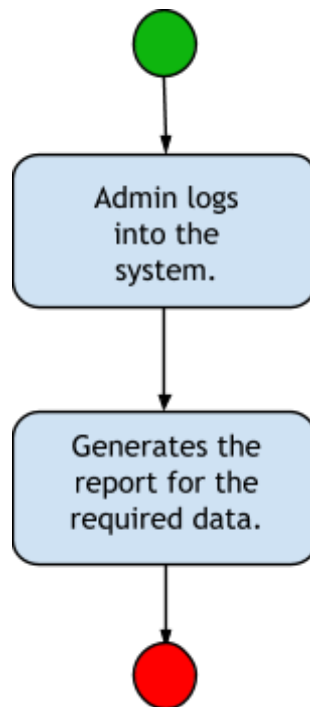 Admin logs
into the
system.
Generates the
report for the
required data.